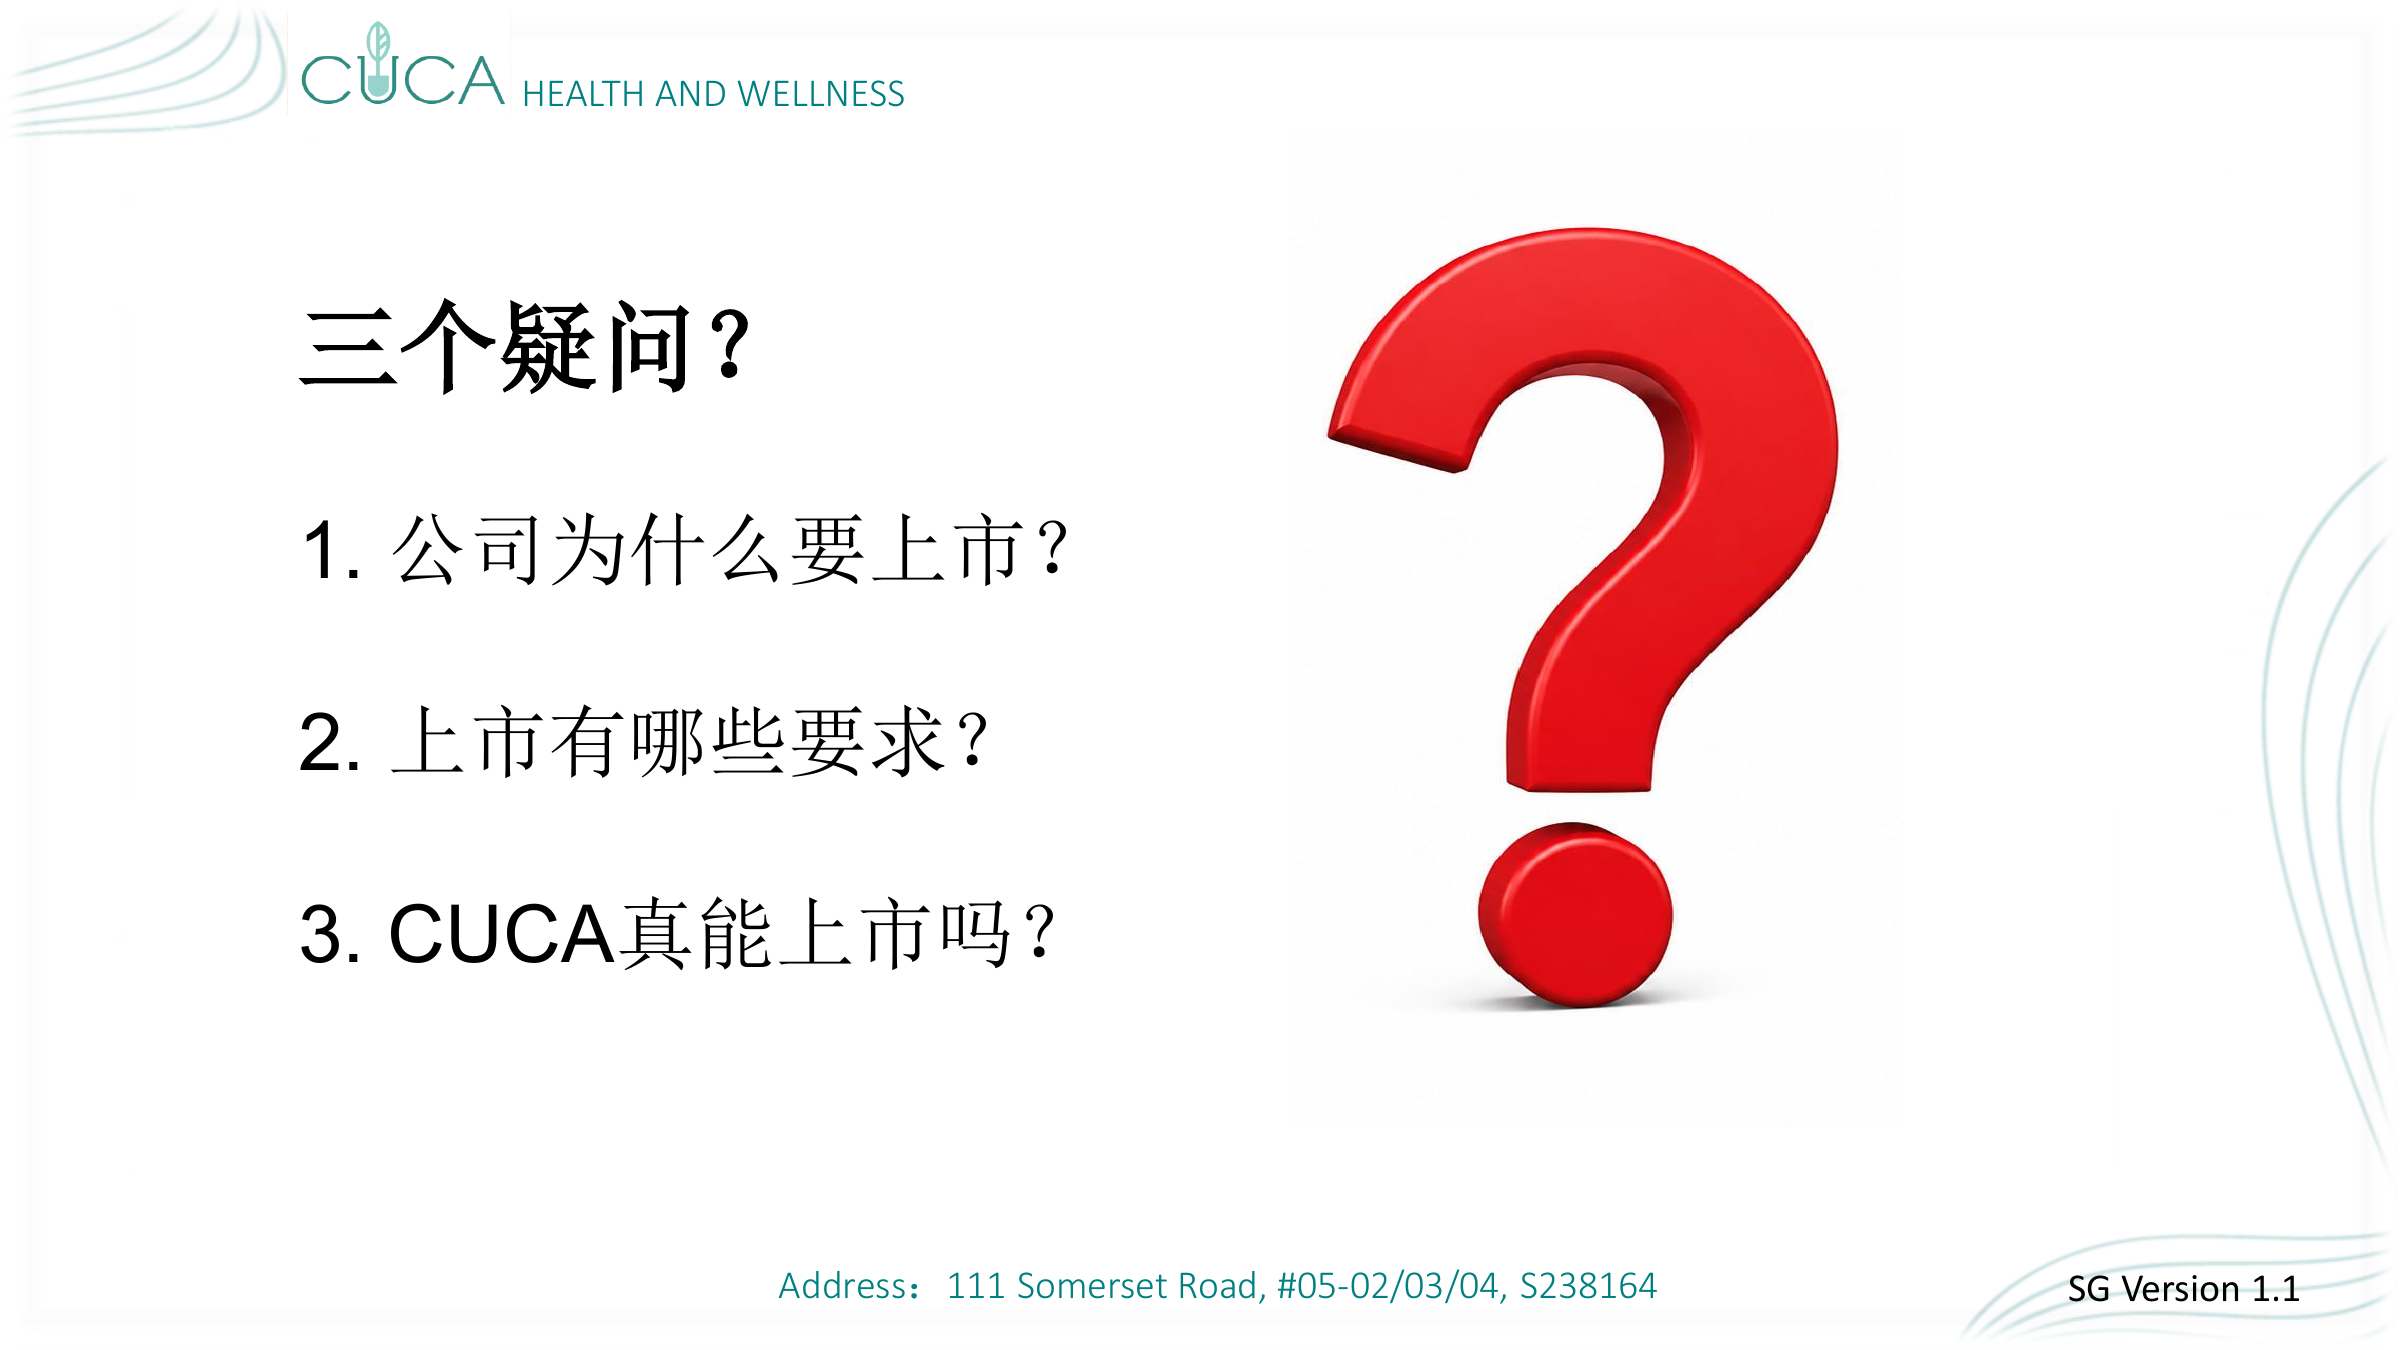 CUCA HEALTH AND WELLNESS
三个疑问？
1. 公司为什么要上市？
2. 上市有哪些要求？
3. CUCA真能上市吗？
Address： 111 Somerset Road, #05-02/03/04, S238164
SG Version 1.1